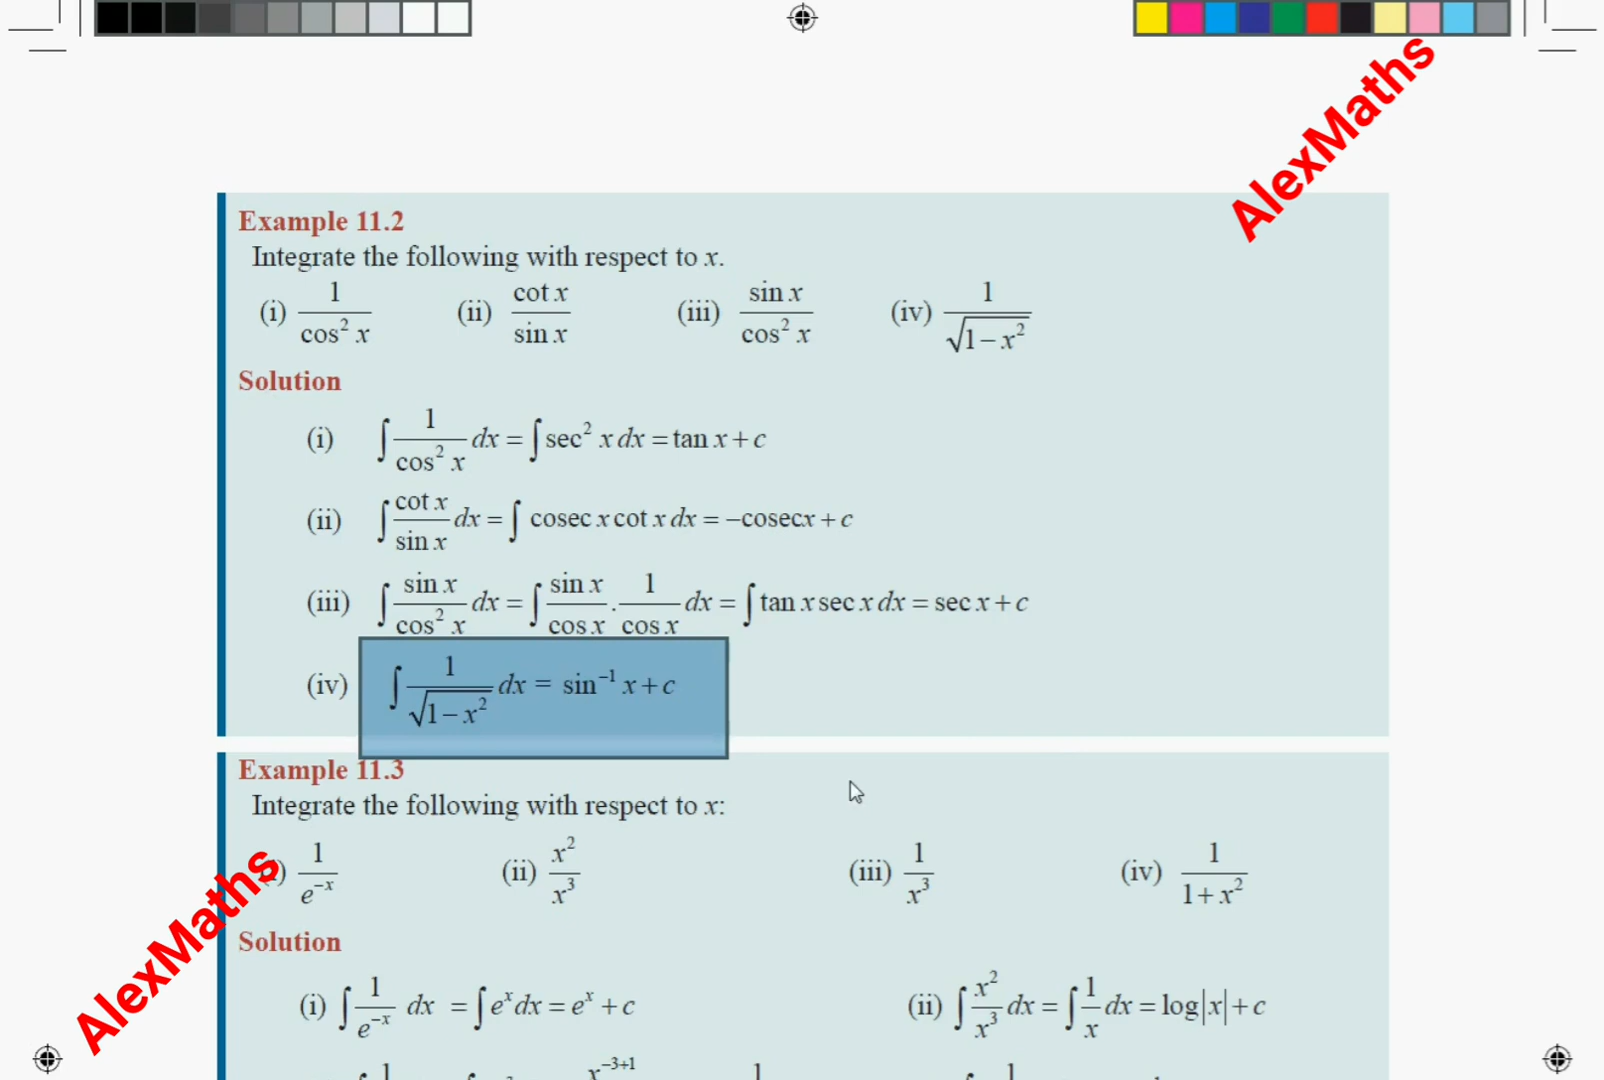 AlexMaths
Example 11.2
Integrate the following with respect to x.
(i) 1/cos² x (ii) cot x/sin x (iii) sin x/cos² x (iv) 1/√(1−x²)
Solution
(i) ∫ 1/cos² x dx = ∫ sec² x dx = tan x + c
(ii) ∫ cot x/sin x dx = ∫ cosec x cot x dx = −cosecx + c
(iii) ∫ sin x/cos² x dx = ∫ sin x/cos x . 1/cos x dx = ∫ tan x sec x dx = sec x + c
(iv) ∫ 1/√(1−x²) dx = sin⁻¹ x + c
Example 11.3
Integrate the following with respect to x:
1/e⁻ˣ (ii) x²/x³ (iii) 1/x³ (iv) 1/(1+x²)
AlexMaths
Solution
(i) ∫ 1/e⁻ˣ dx = ∫ eˣ dx = eˣ + c (ii) ∫ x²/x³ dx = ∫ 1/x dx = log|x| + c
x⁻³⁺¹